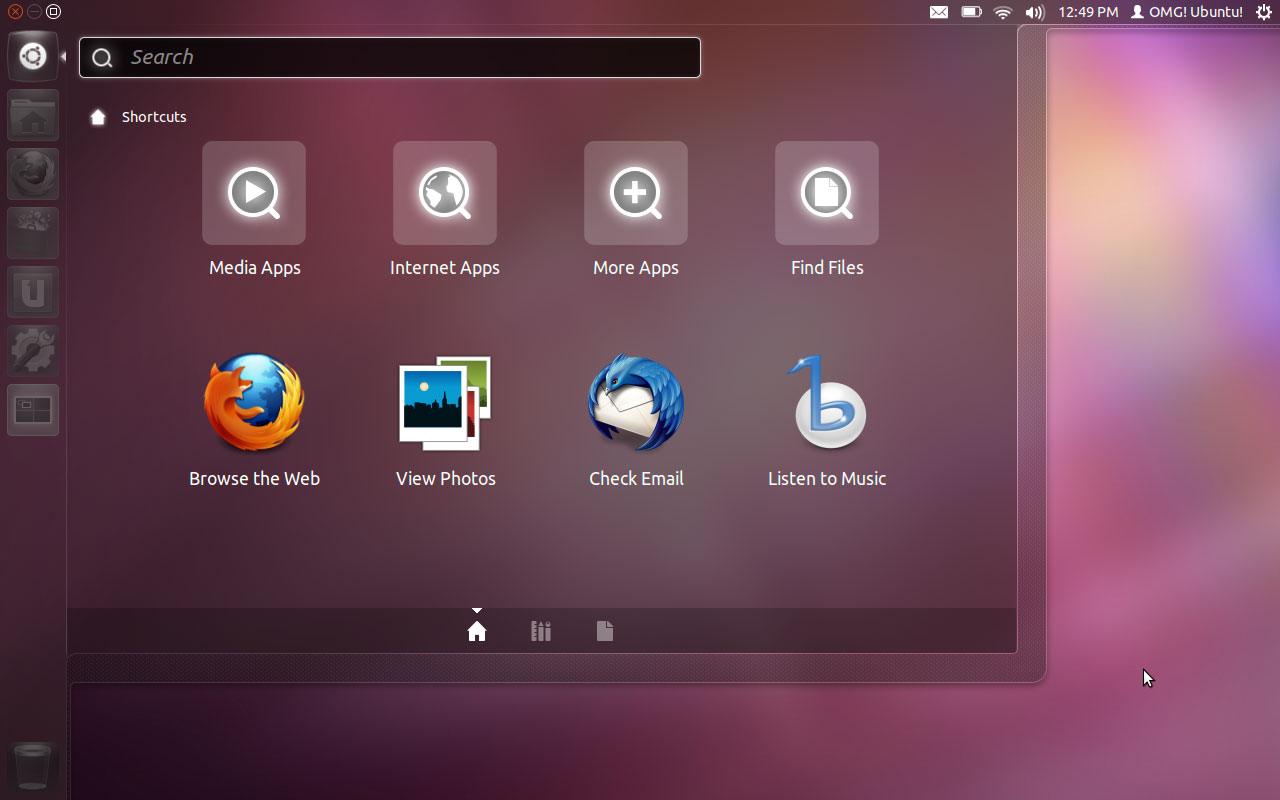 12:49 PM OMG! Ubuntu!
Search
Shortcuts
Media Apps
Internet Apps
More Apps
Find Files
Browse the Web
View Photos
Check Email
Listen to Music